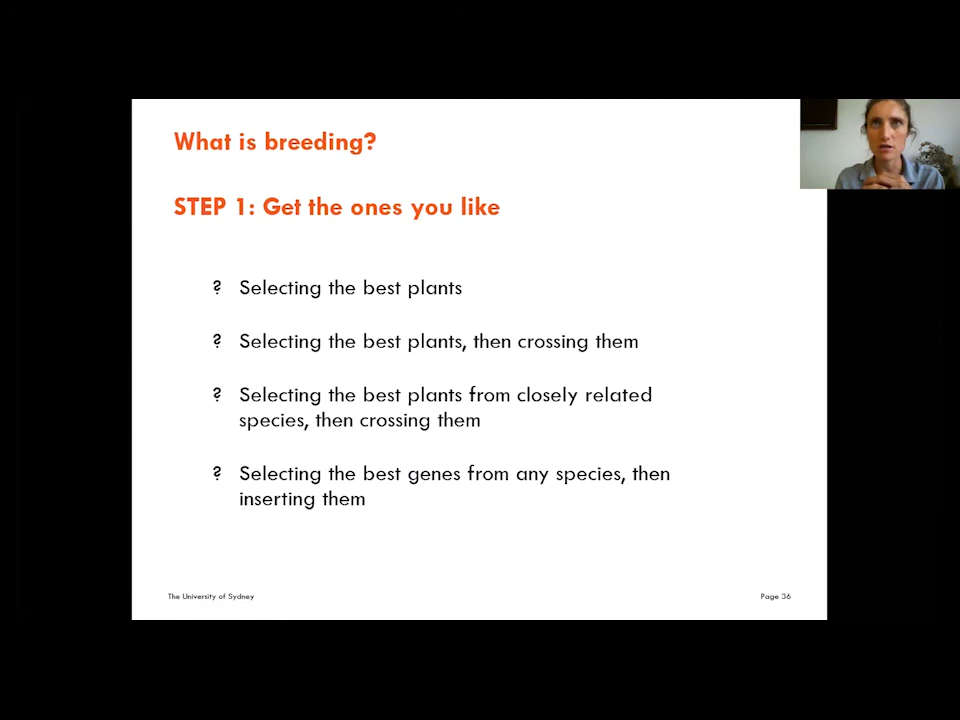 What is breeding?
STEP 1: Get the ones you like
? Selecting the best plants
? Selecting the best plants, then crossing them
? Selecting the best plants from closely related
species, then crossing them
? Selecting the best genes from any species, then
inserting them
The University of Sydney
Page 36